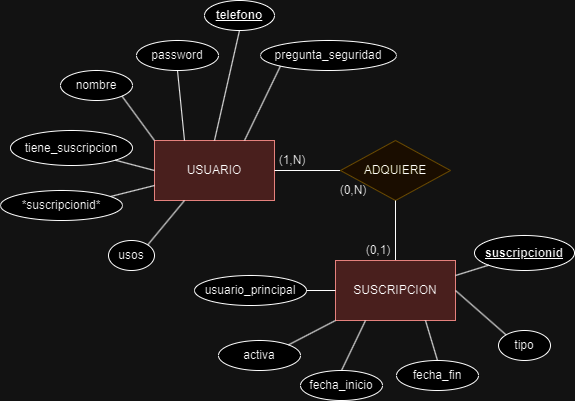 telefono
password
pregunta_seguridad
nombre
tiene_suscripcion
USUARIO
(1,N)
ADQUIERE
(0,N)
*suscripcionid*
usos
(0,1)
suscripcionid
usuario_principal
SUSCRIPCION
activa
tipo
fecha_inicio
fecha_fin